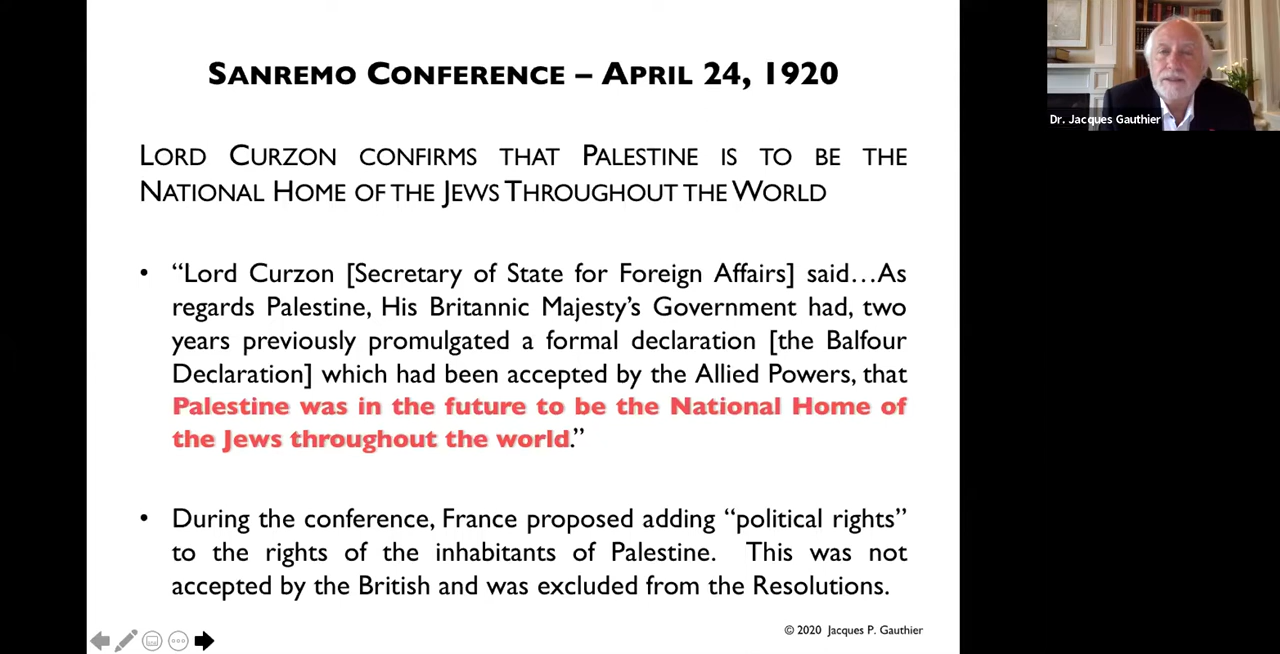 SANREMO CONFERENCE – APRIL 24, 1920
LORD CURZON CONFIRMS THAT PALESTINE IS TO BE THE
NATIONAL HOME OF THE JEWS THROUGHOUT THE WORLD
• “Lord Curzon [Secretary of State for Foreign Affairs] said…As
regards Palestine, His Britannic Majesty’s Government had, two
years previously promulgated a formal declaration [the Balfour
Declaration] which had been accepted by the Allied Powers, that
Palestine was in the future to be the National Home of
the Jews throughout the world.”
• During the conference, France proposed adding “political rights”
to the rights of the inhabitants of Palestine. This was not
accepted by the British and was excluded from the Resolutions.
© 2020 Jacques P. Gauthier
Dr. Jacques Gauthier